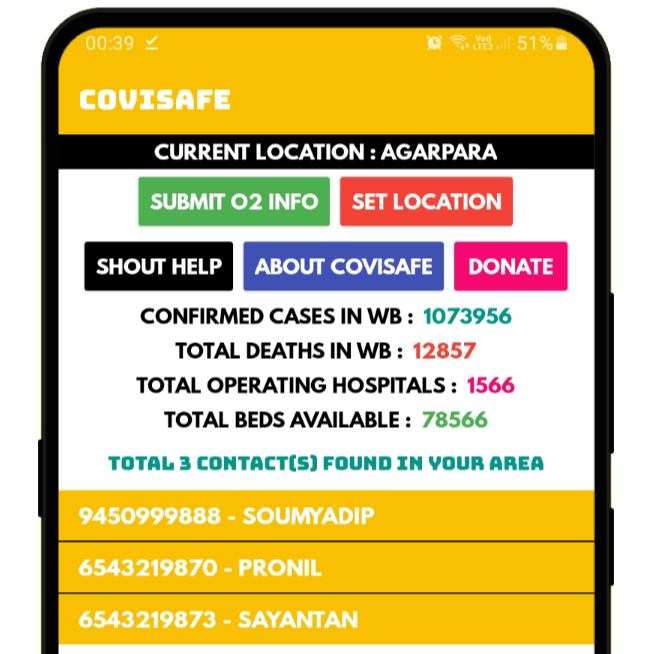 00:39
Vo)) LTE2 51%
COVISAFE
CURRENT LOCATION : AGARPARA
SUBMIT O2 INFO SET LOCATION
SHOUT HELP ABOUT COVISAFE DONATE
CONFIRMED CASES IN WB : 1073956
TOTAL DEATHS IN WB : 12857
TOTAL OPERATING HOSPITALS : 1566
TOTAL BEDS AVAILABLE : 78566
TOTAL 3 CONTACT(S) FOUND IN YOUR AREA
9450999888 - SOUMYADIP
6543219870 - PRONIL
6543219873 - SAYANTAN